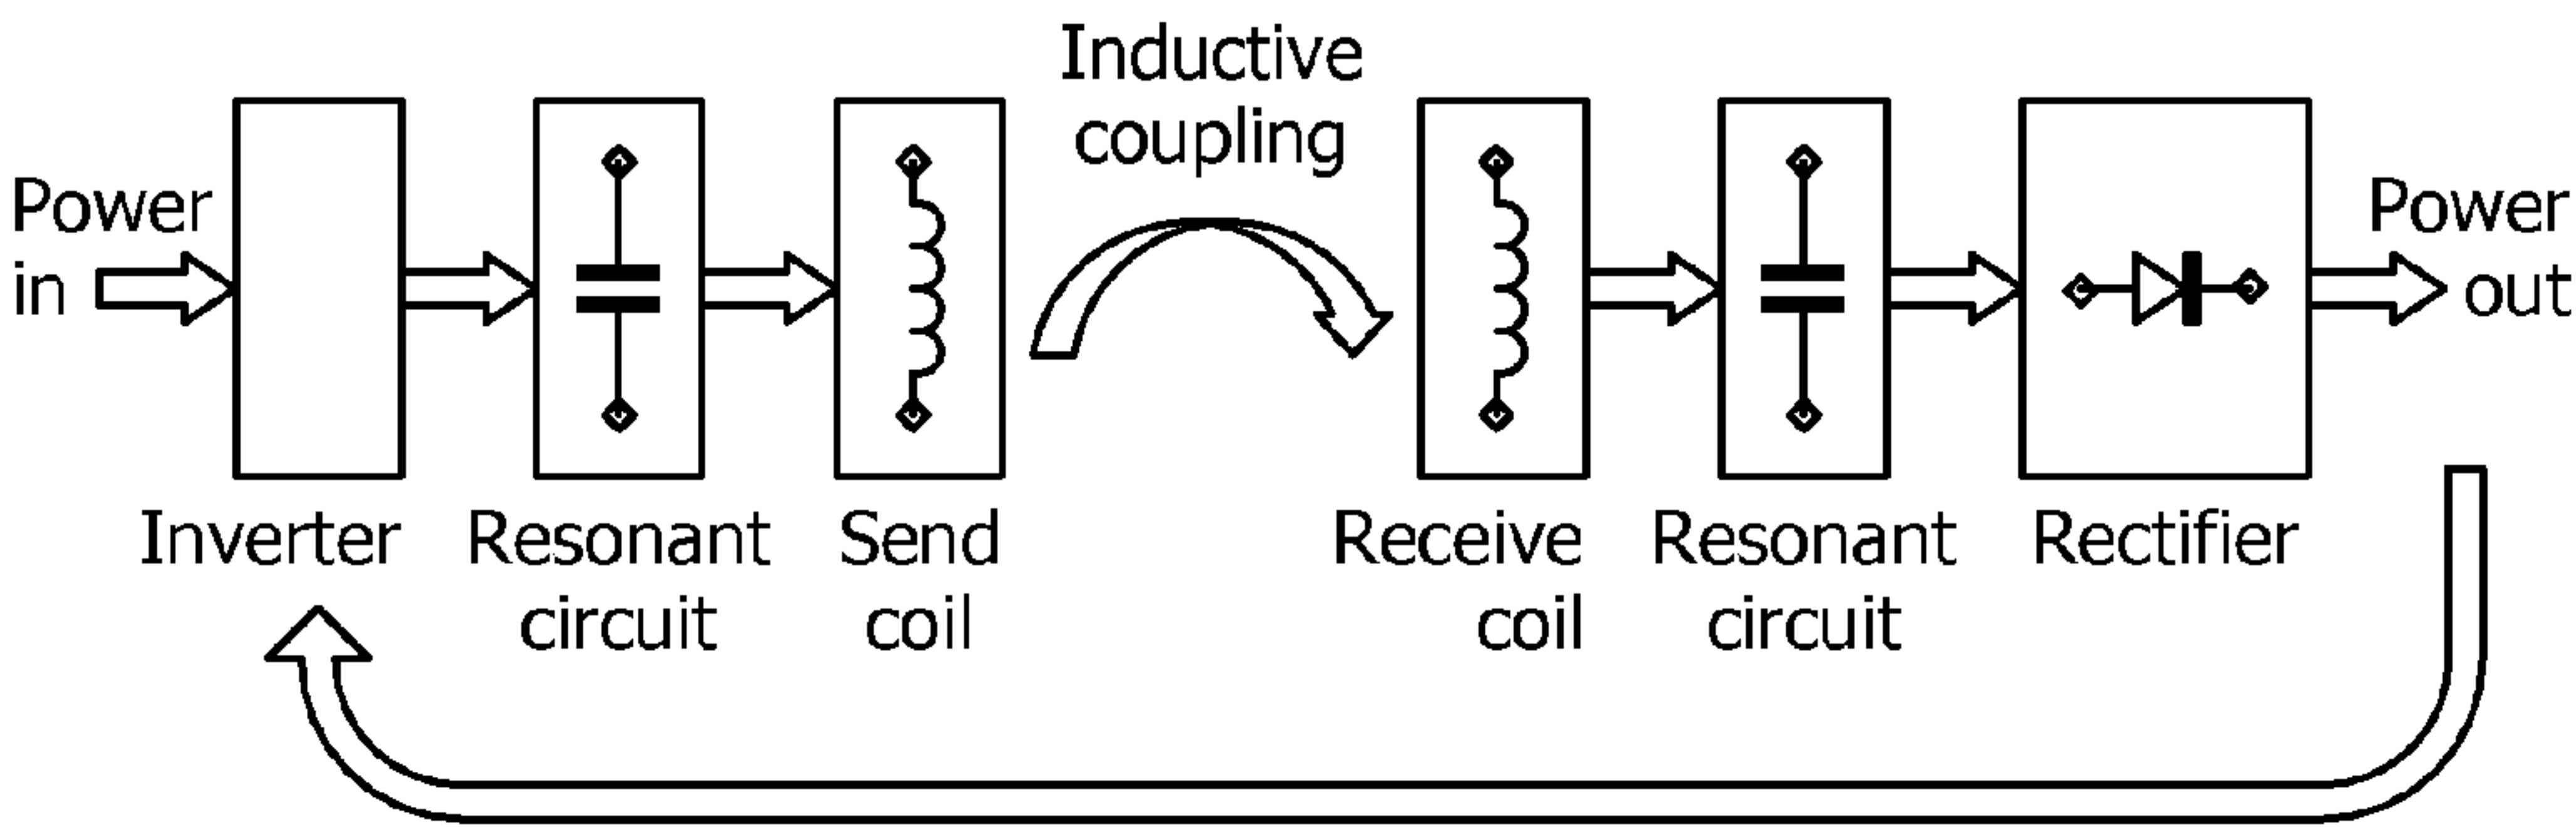 Power
in
Inverter
Resonant
circuit
Send
coil
Inductive
coupling
Receive
coil
Resonant
circuit
Rectifier
Power
out